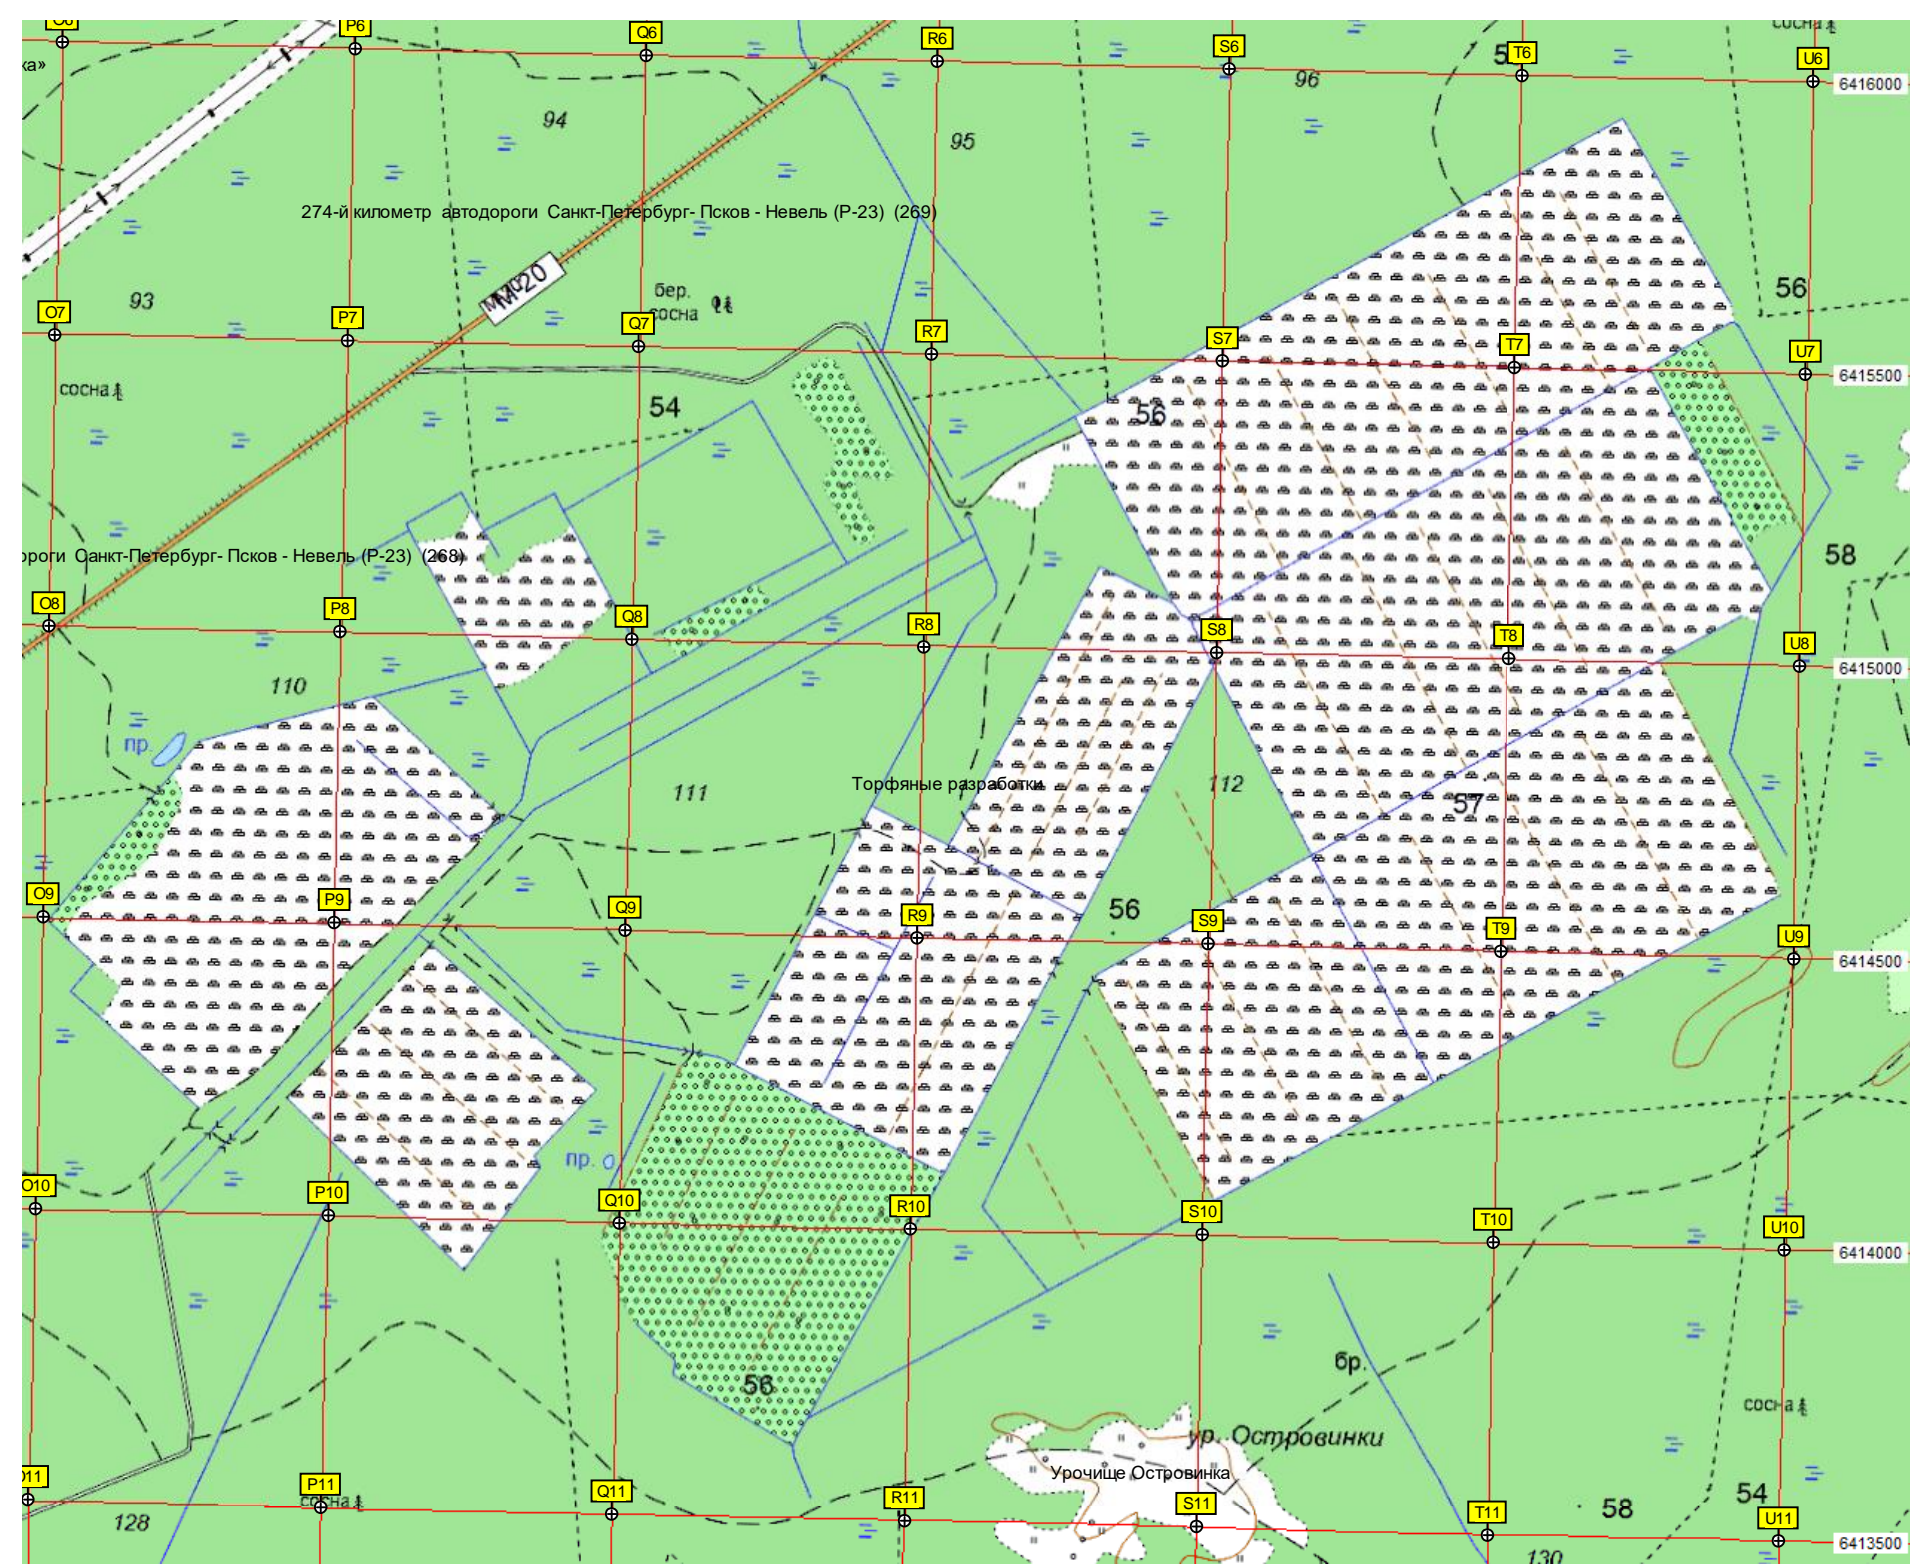 P6
Q6
R6
S6
T6
U6
сосна
ка»
96
6416000
94
95
274-й километр автодороги Санкт-Петербург- Псков - Невель (Р-23) (269)
М-20
93
бер.
сосна
56
O7
P7
Q7
R7
S7
T7
U7
6415500
сосна
54
56
ороги Санкт-Петербург- Псков - Невель (Р-23) (268)
58
O8
P8
Q8
R8
S8
T8
U8
6415000
110
пр.
111
Торфяные разработки
112
57
O9
P9
Q9
R9
56
S9
T9
U9
6414500
пр.
O10
P10
Q10
R10
S10
T10
U10
6414000
бр.
56
сосна
ур. Островинки
Урочище Островинка
P11
сосна
Q11
R11
S11
T11
58
54
U11
128
130
6413500